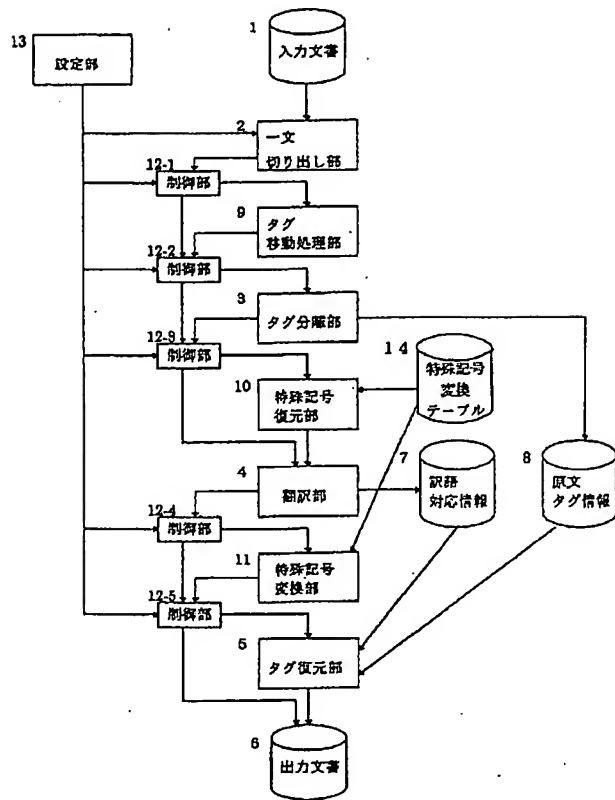 13
設定部
1
入力文書
2
一文
切り出し部
12-1
制御部
9
タグ
移動処理部
12-2
制御部
3
タグ分離部
12-3
制御部
14
特殊記号
変換
テーブル
10
特殊記号
復元部
4
翻訳部
7
訳語
対応情報
8
原文
タグ情報
12-4
制御部
11
特殊記号
変換部
12-5
制御部
5
タグ復元部
6
出力文書